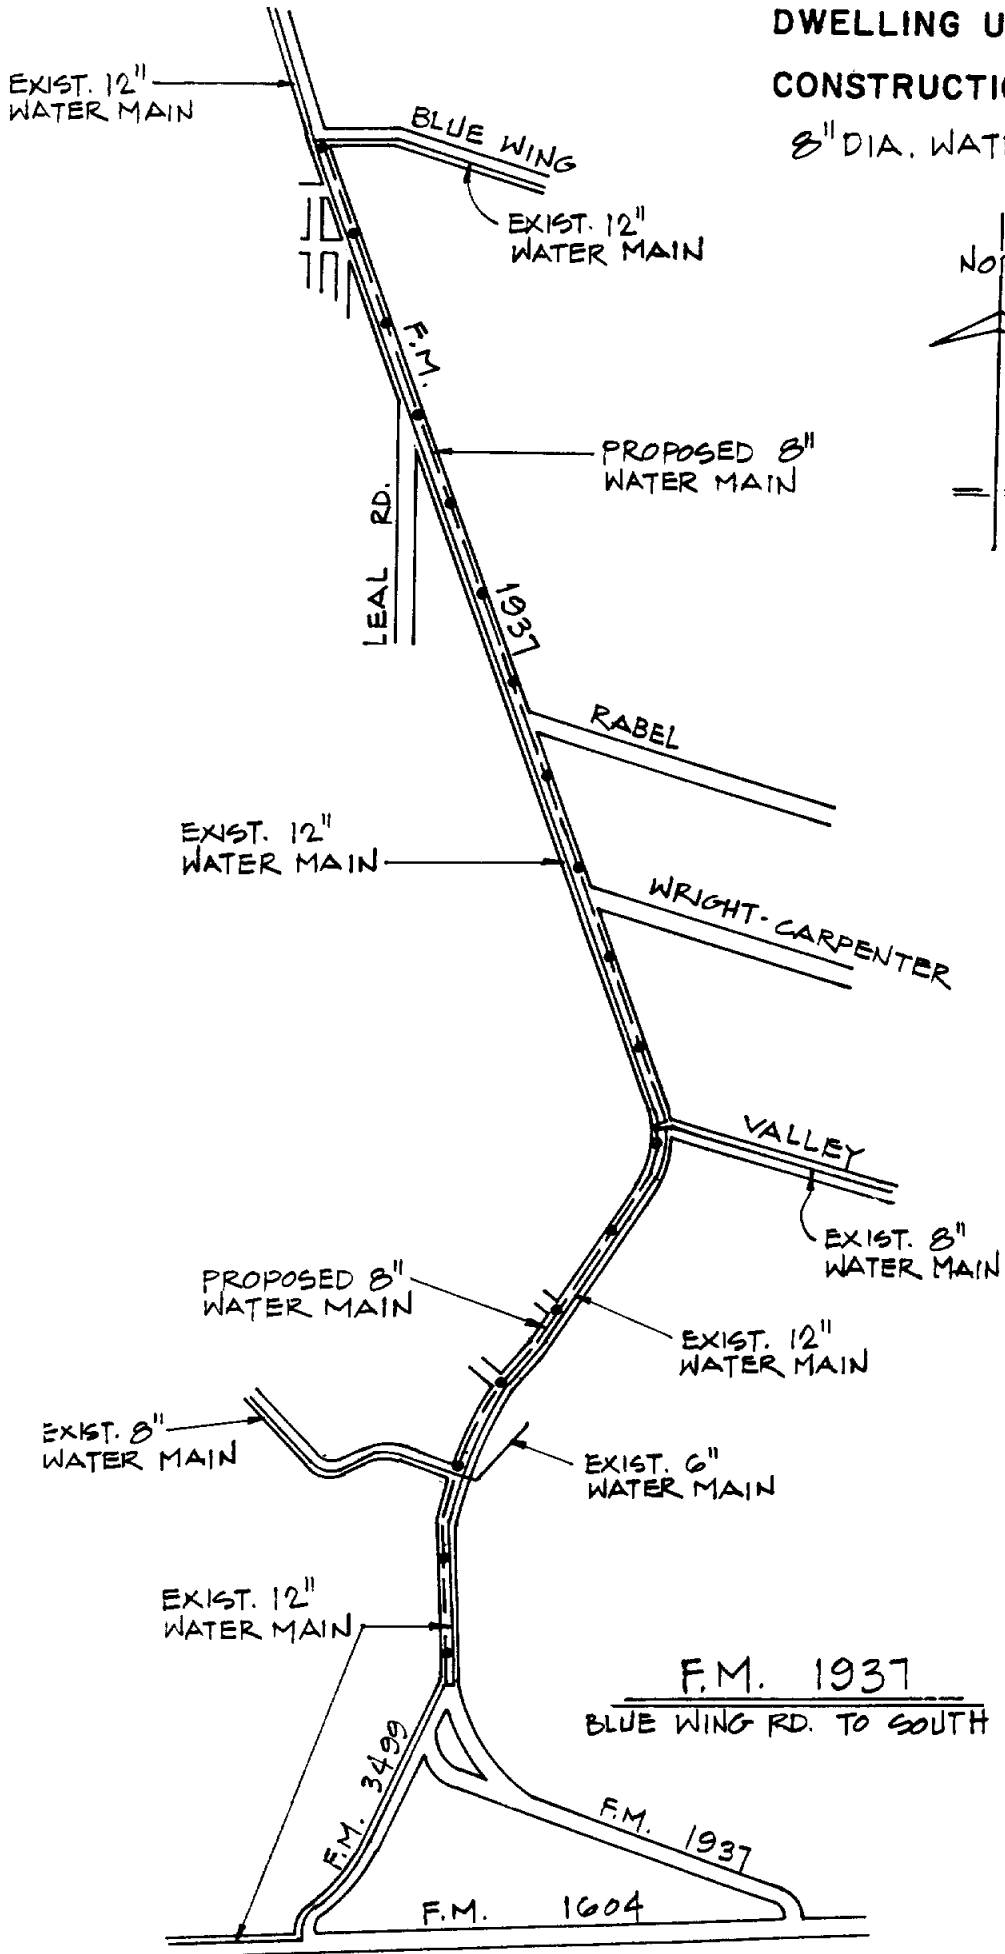 DWELLING U
CONSTRUCTI
8" DIA. WAT
EXIST. 12"
WATER MAIN
BLUE WING
EXIST. 12"
WATER MAIN
NO
F.M.
PROPOSED 8"
WATER MAIN
LEAL RD.
1937
RABEL
EXIST. 12"
WATER MAIN
WRIGHT-CARPENTER
VALLEY
EXIST. 8"
WATER MAIN
PROPOSED 8"
WATER MAIN
EXIST. 12"
WATER MAIN
EXIST. 8"
WATER MAIN
EXIST. 6"
WATER MAIN
EXIST. 12"
WATER MAIN
F.M. 1937
BLUE WING RD. TO SOUTH
F.M. 3499
F.M. 1937
F.M. 1604